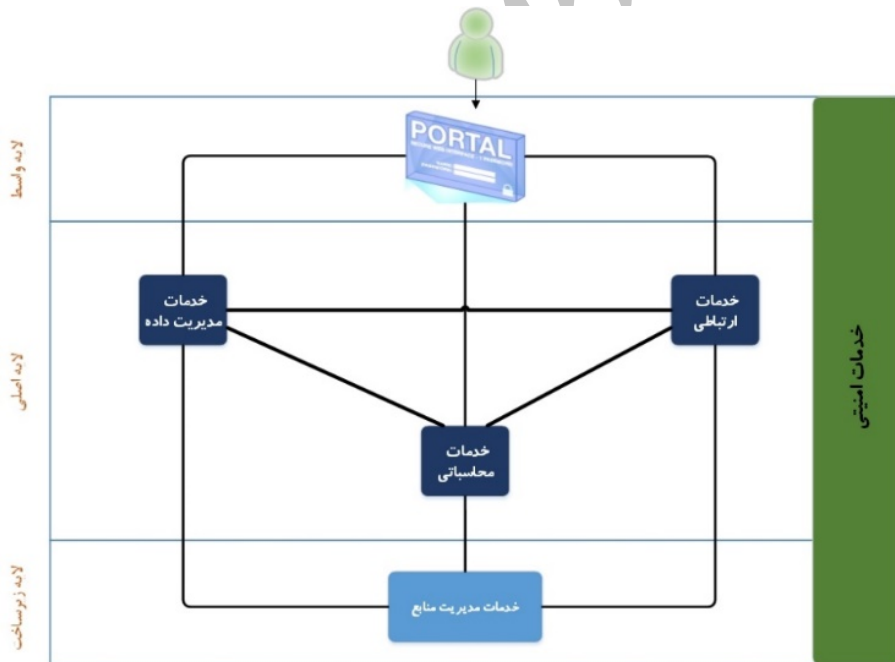 PORTAL
لایه واسط
خدمات
مدیریت داده
خدمات
ارتباطی
لایه اصلی
خدمات امنیتی
خدمات
محاسباتی
لایه زیرساخت
خدمات مدیریت منابع